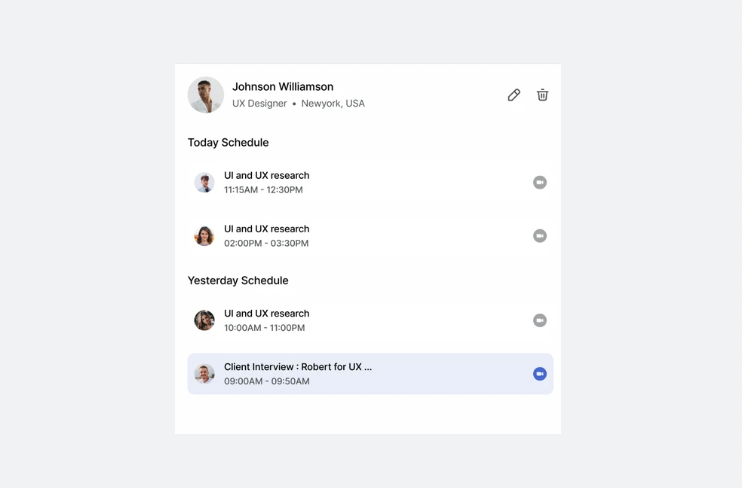 Johnson Williamson
UX Designer • Newyork, USA
Today Schedule
UI and UX research
11:15AM - 12:30PM
UI and UX research
02:00PM - 03:30PM
Yesterday Schedule
UI and UX research
10:00AM - 11:00PM
Client Interview : Robert for UX ...
09:00AM - 09:50AM